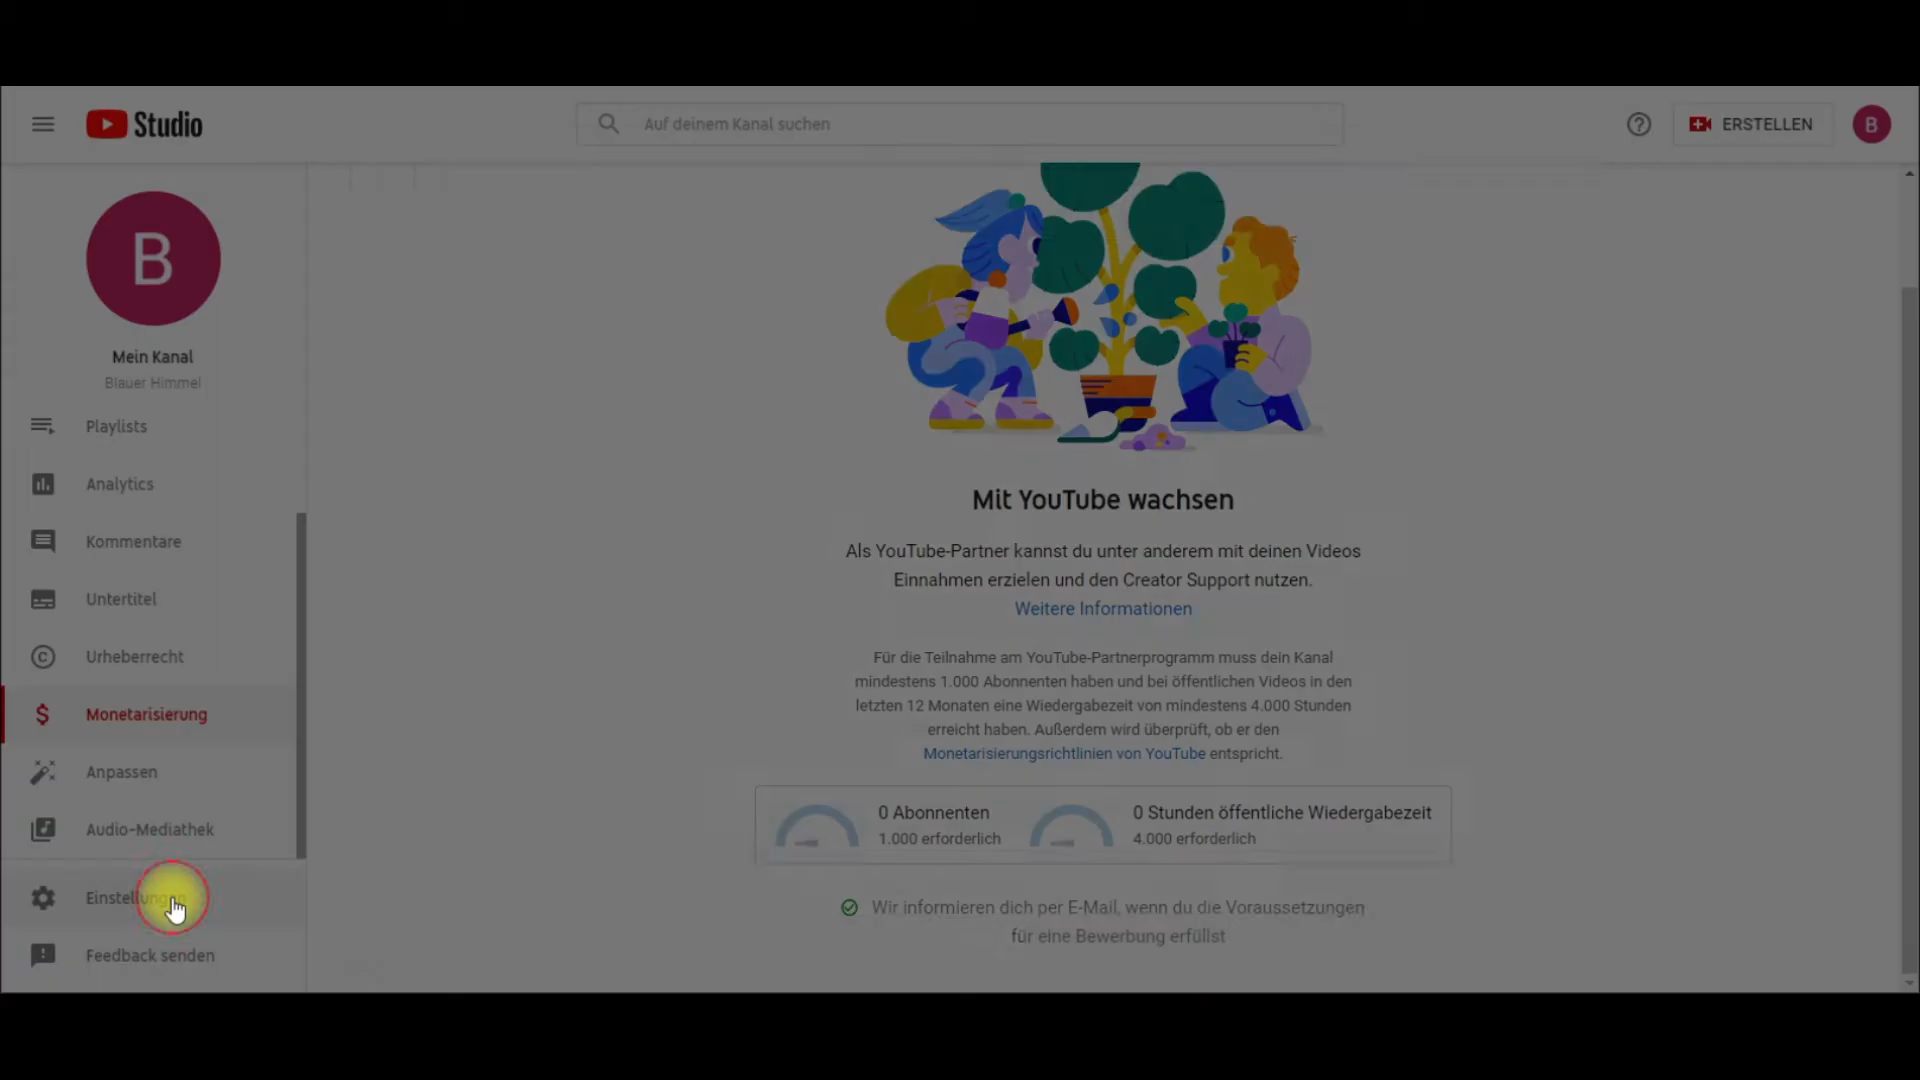 Studio
Auf deinem Kanal suchen
ERSTELLEN
B
B
Mein Kanal
Blauer Himmel
Playlists
Analytics
Kommentare
Untertitel
Urheberrecht
Monetarisierung
Anpassen
Audio-Mediathek
Einstellungen
Feedback senden
Mit YouTube wachsen
Als YouTube-Partner kannst du unter anderem mit deinen Videos
Einnahmen erzielen und den Creator Support nutzen.
Weitere Informationen
Für die Teilnahme am YouTube-Partnerprogramm muss dein Kanal
mindestens 1.000 Abonnenten haben und bei öffentlichen Videos in den
letzten 12 Monaten eine Wiedergabezeit von mindestens 4.000 Stunden
erreicht haben. Außerdem wird überprüft, ob er den
Monetarisierungsrichtlinien von YouTube entspricht.
0 Abonnenten
1.000 erforderlich
0 Stunden öffentliche Wiedergabezeit
4.000 erforderlich
Wir informieren dich per E-Mail, wenn du die Voraussetzungen
für eine Bewerbung erfüllst